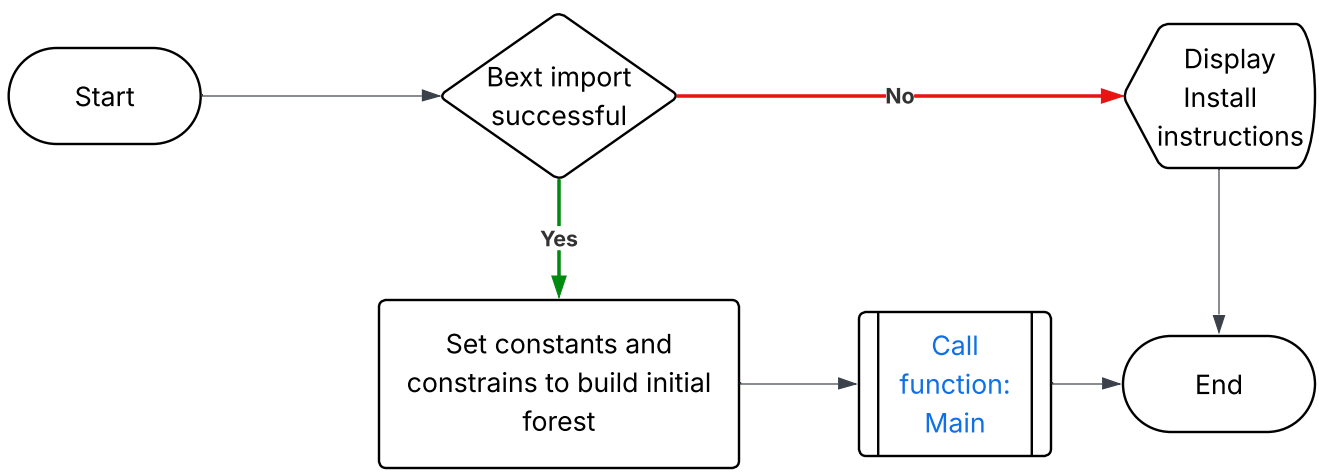 Start
Bext import
successful
No
Display
Install
instructions
Yes
Set constants and
constrains to build initial
forest
Call
function:
Main
End